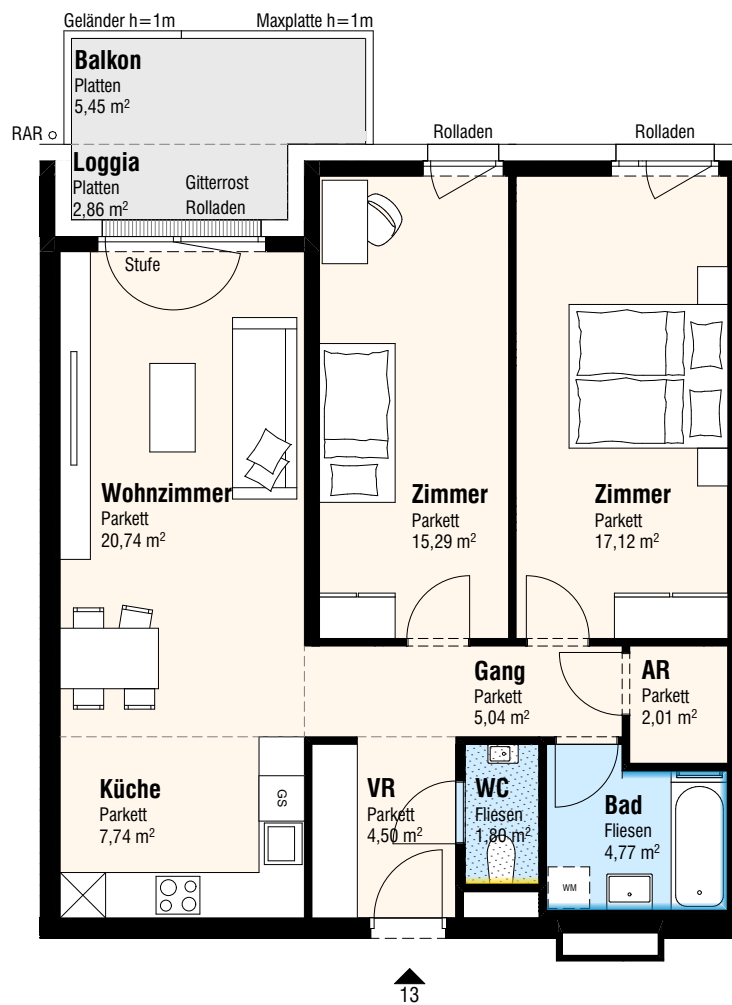 Geländer h=1m
Maxplatte h=1m
Balkon
Platten
5,45 m²
RAR
Rolladen
Rolladen
Loggia
Platten
2,86 m²
Gitterrost
Rolladen
Stufe
Wohnzimmer
Parkett
20,74 m²
Zimmer
Parkett
15,29 m²
Zimmer
Parkett
17,12 m²
Gang
Parkett
5,04 m²
AR
Parkett
2,01 m²
Küche
Parkett
7,74 m²
GS
VR
Parkett
4,50 m²
WC
Fliesen
1,80 m²
Bad
Fliesen
4,77 m²
WM
13